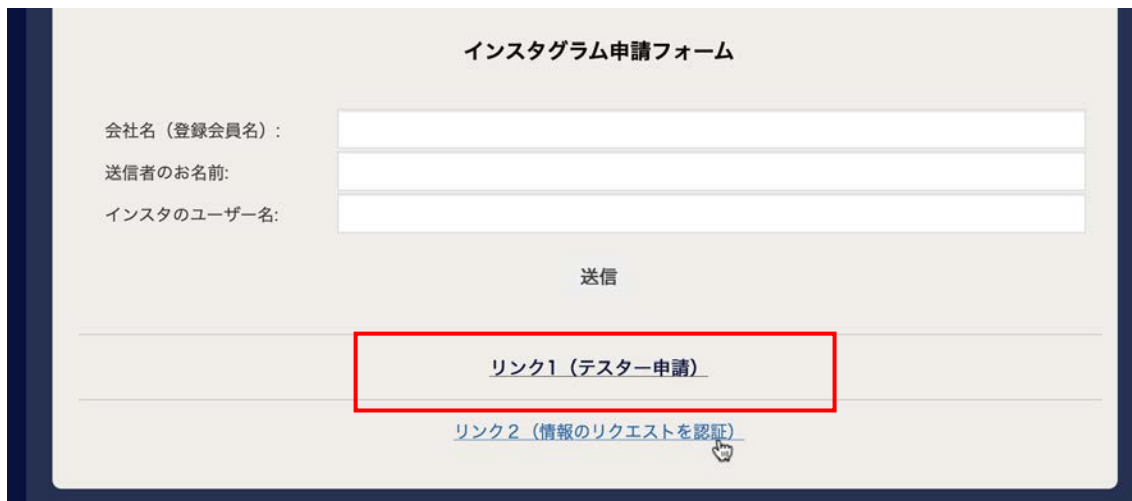 インスタグラム申請フォーム
会社名（登録会員名）:
送信者のお名前:
インスタのユーザー名:
送信
リンク1（テスター申請）
リンク２（情報のリクエストを認証）